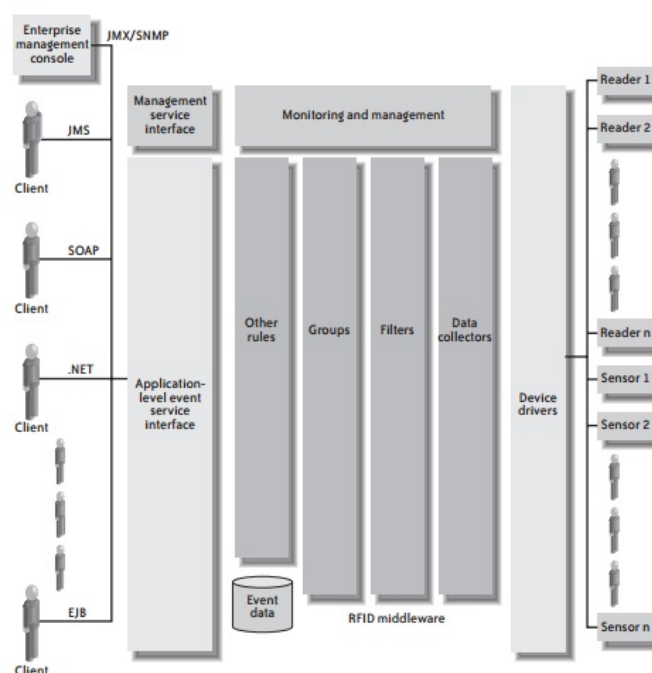 Enterprise
management
console
JMX/SNMP
JMS
Client
SOAP
Client
.NET
Client
EJB
Client
Management
service
interface
Application-
level event
service
interface
Monitoring and management
Other
rules
Groups
Filters
Data
collectors
Event
data
RFID middleware
Device
drivers
Reader 1
Reader 2
Reader n
Sensor 1
Sensor 2
Sensor n